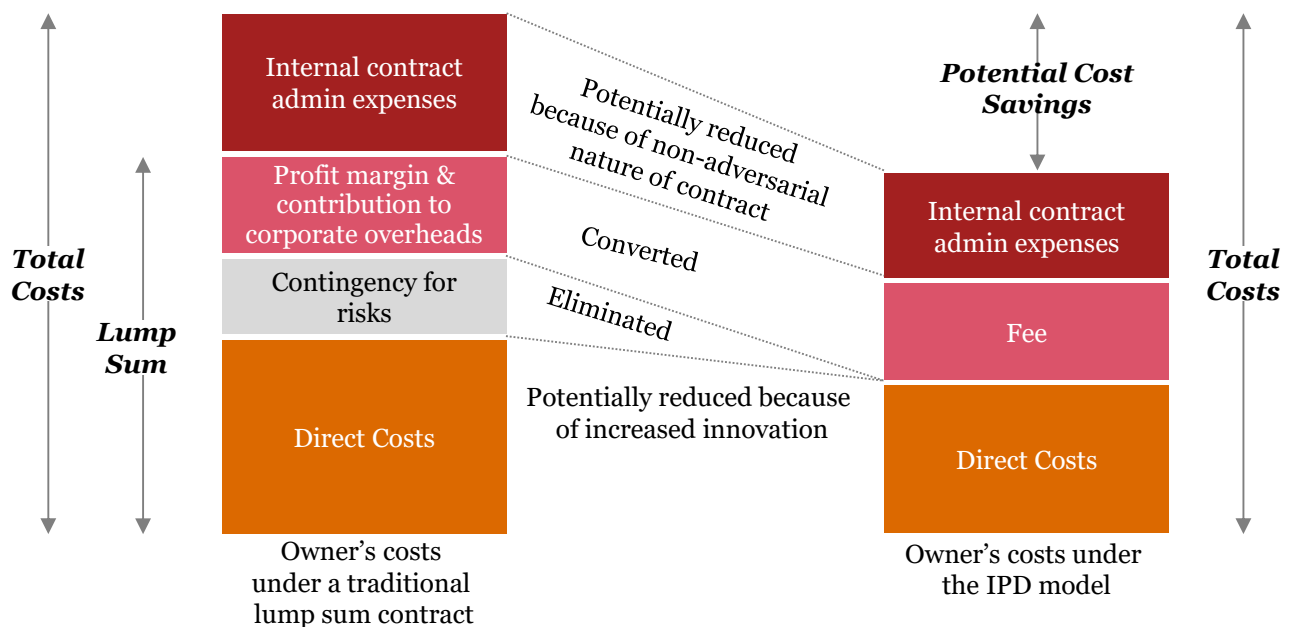 Total
Costs
Lump
Sum
Internal contract
admin expenses
Profit margin &
contribution to
corporate overheads
Contingency for
risks
Direct Costs
Owner’s costs
under a traditional
lump sum contract
Potentially reduced
because of non-adversarial
nature of contract
Converted
Eliminated
Potentially reduced because
of increased innovation
Potential Cost
Savings
Internal contract
admin expenses
Fee
Direct Costs
Owner’s costs under
the IPD model
Total
Costs